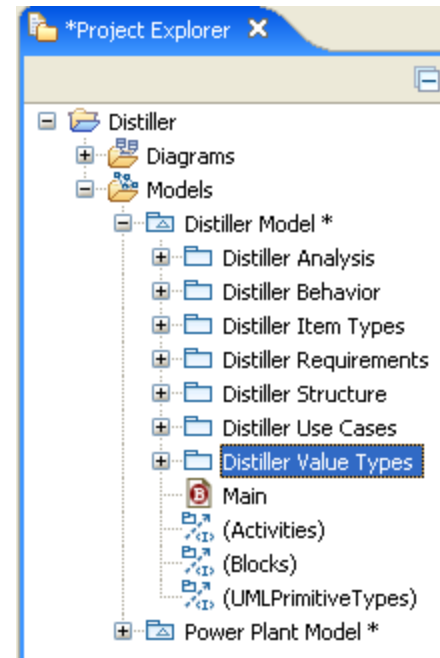 *Project Explorer
Distiller
Diagrams
Models
Distiller Model *
Distiller Analysis
Distiller Behavior
Distiller Item Types
Distiller Requirements
Distiller Structure
Distiller Use Cases
Distiller Value Types
B Main
(Activities)
(Blocks)
(UMLPrimitiveTypes)
Power Plant Model *